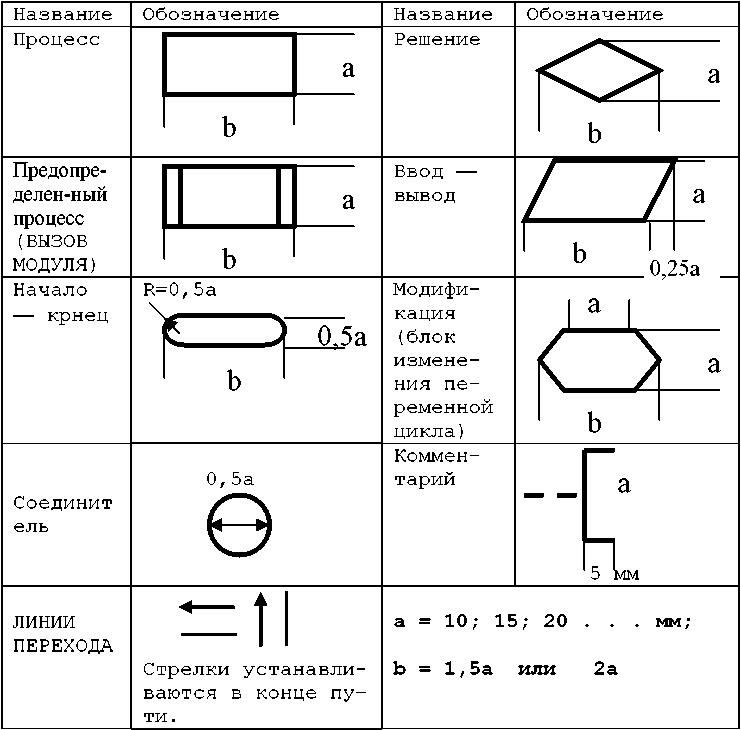 Название Обозначение Название Обозначение
Процесс
a
b
Решение
a
b
Предопре-
делен-ный
процесс
(ВЫЗОВ
МОДУЛЯ)
a
b
Ввод —
вывод
a
b
0,25a
Начало
— крнец
R=0,5a
0,5a
b
Модифи-
кация
(блок
измене-
ния пе-
ременной
цикла)
a
a
b
Соединит
ель
0,5a
Коммен-
тарий
a
5 мм
ЛИНИИ
ПЕРЕХОДА
Стрелки устанавли-
ваются в конце пу-
ти.
a = 10; 15; 20 . . . мм;
b = 1,5a или 2a